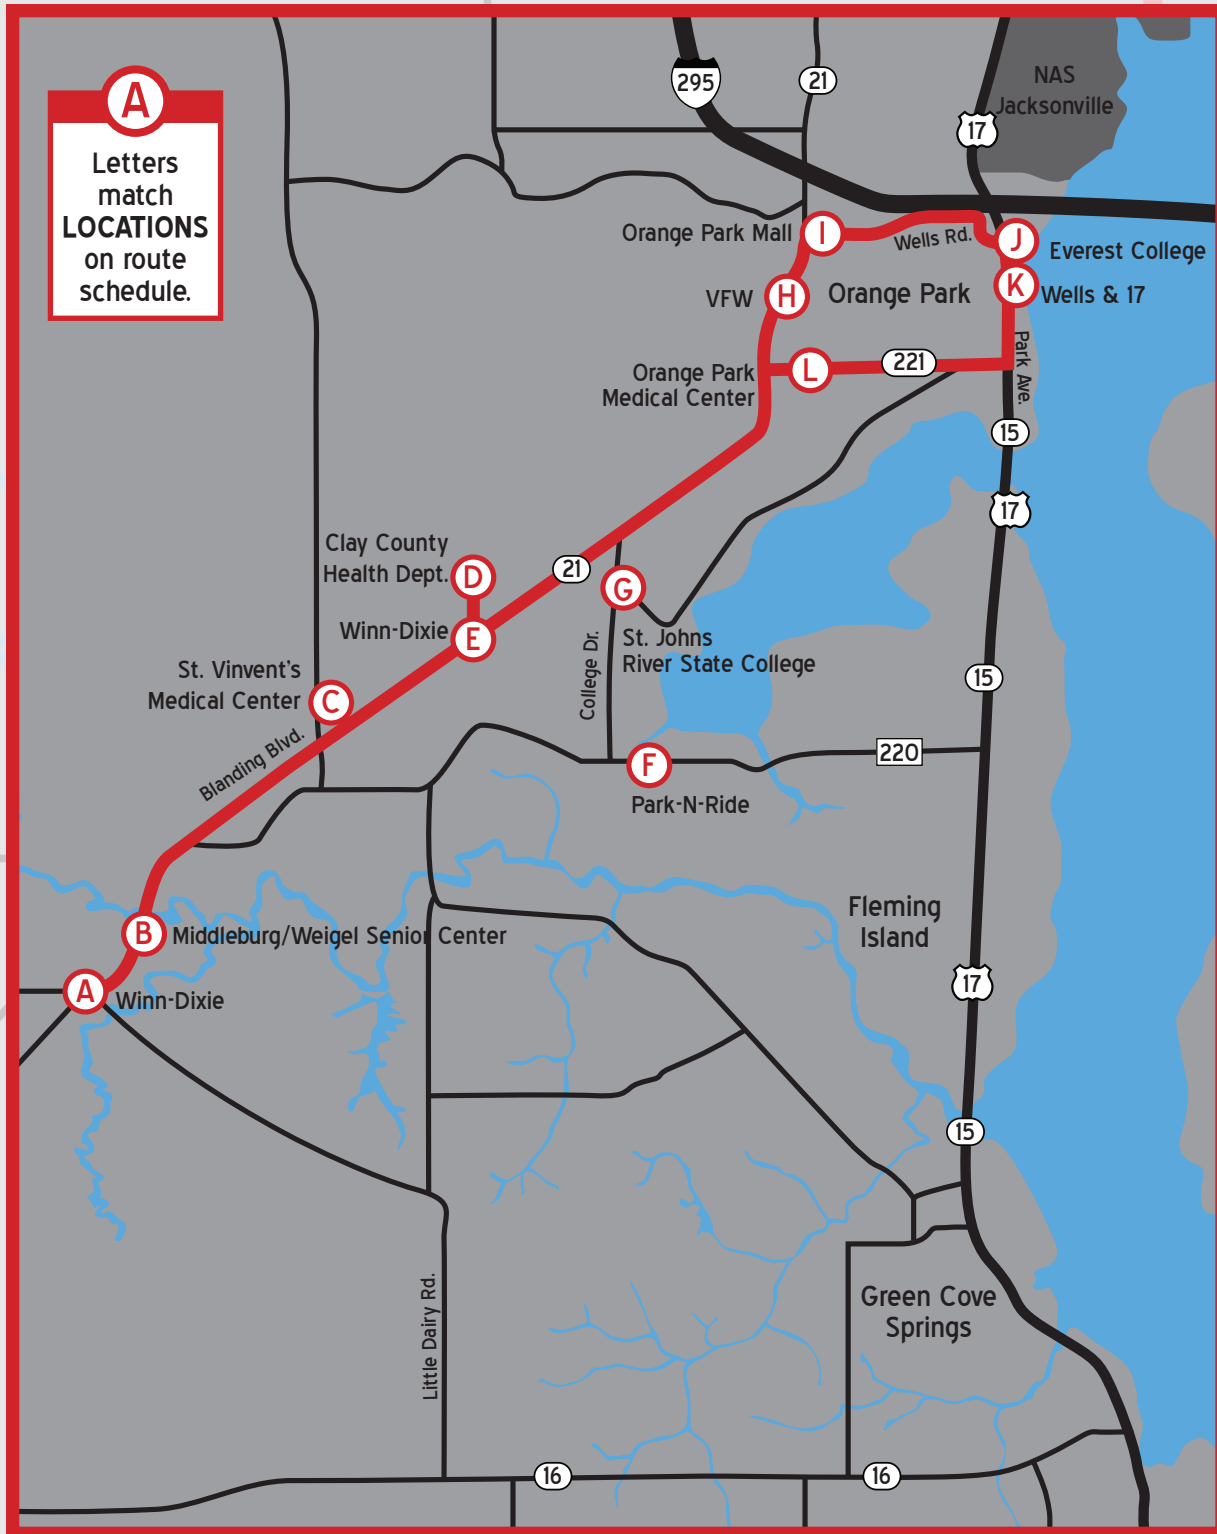 A
Letters
match
LOCATIONS
on route
schedule.
295
21
17
NAS
Jacksonville
Orange Park Mall
I
Wells Rd.
J
Everest College
VFW
H
Orange Park
K
Wells & 17
Orange Park
Medical Center
L
221
Park Ave.
15
17
Clay County
Health Dept.
D
21
G
Winn-Dixie
E
St. Johns
River State College
College Dr.
St. Vinvent's
Medical Center
C
15
Blanding Blvd.
F
220
Park-N-Ride
Fleming
Island
B
Middleburg/Weigel Senior Center
17
A
Winn-Dixie
15
Little Dairy Rd.
Green Cove
Springs
16
16